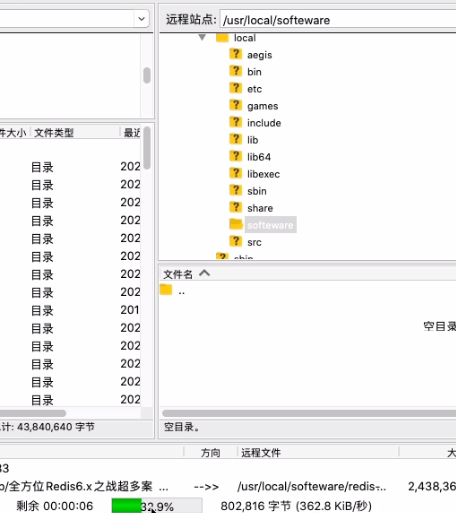 远程站点: /usr/local/softeware
local
? aegis
? bin
? etc
? games
? include
? lib
? lib64
? libexec
? sbin
? share
softeware
? src
? sbin
件大小 文件类型 最近
目录 202
目录 202
目录 202
目录 202
目录 202
目录 202
目录 202
目录 202
目录 201
目录 202
目录 202
目录 202
目录 202
目录 202
文件名
..
空目录
计: 43,840,640 字节
空目录。
方向 远程文件 大
33
o/全方位Redis6.x之战超多案 ... -->> /usr/local/softeware/redis-.. 2,438,36
剩余 00:00:06 32.9% 802,816 字节 (362.8 KiB/秒)